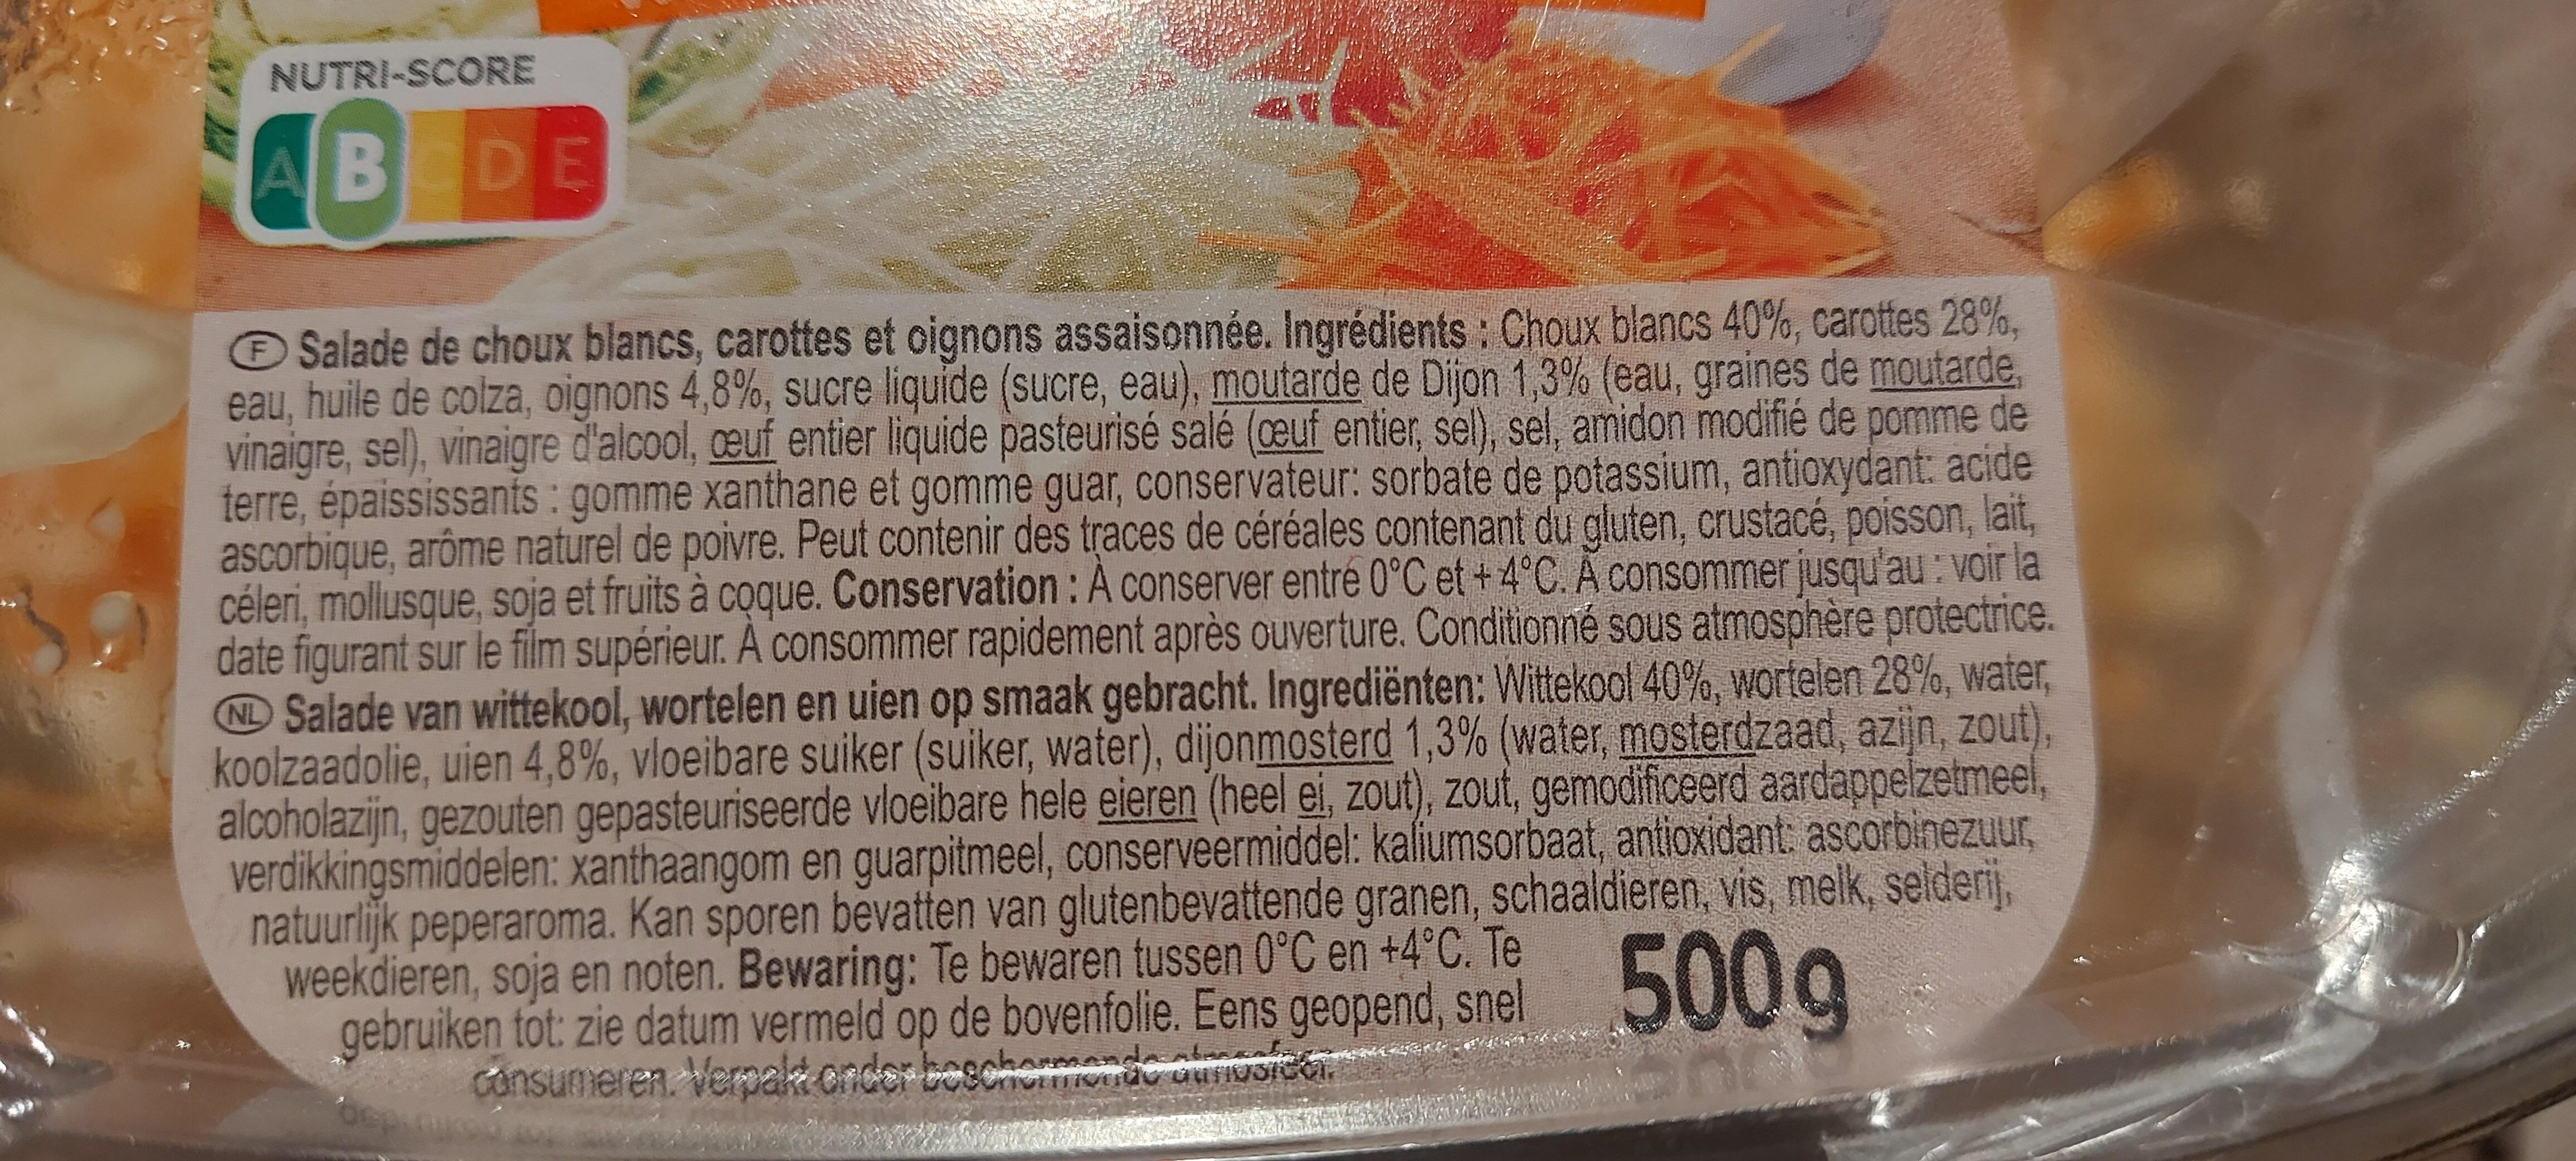 NUTRI-SCORE
A B C D E
Ⓕ Salade de choux blancs, carottes et oignons assaisonnée. Ingrédients : Choux blancs 40%, carottes 28%,
eau, huile de colza, oignons 4,8%, sucre liquide (sucre, eau), moutarde de Dijon 1,3% (eau, graines de moutarde,
vinaigre, sel), vinaigre d'alcool, œuf entier liquide pasteurisé salé (œuf entier, sel), sel, amidon modifié de pomme de
terre, épaississants : gomme xanthane et gomme guar, conservateur: sorbate de potassium, antioxydant: acide
ascorbique, arôme naturel de poivre. Peut contenir des traces de céréales contenant du gluten, crustacé, poisson, lait,
céleri, mollusque, soja et fruits à coque. Conservation : À conserver entre 0°C et + 4°C. À consommer jusqu'au : voir la
date figurant sur le film supérieur. À consommer rapidement après ouverture. Conditionné sous atmosphère protectrice.
NL Salade van wittekool, wortelen en uien op smaak gebracht. Ingrediënten: Wittekool 40%, wortelen 28%, water,
koolzaadolie, uien 4,8%, vloeibare suiker (suiker, water), dijonmosterd 1,3% (water, mosterdzaad, azijn, zout),
alcoholazijn, gezouten gepasteuriseerde vloeibare hele eieren (heel ei, zout), zout, gemodificeerd aardappelzetmeel,
verdikkingsmiddelen: xanthaangom en guarpitmeel, conserveermiddel: kaliumsorbaat, antioxidant: ascorbinezuur,
natuurlijk peperaroma. Kan sporen bevatten van glutenbevattende granen, schaaldieren, vis, melk, selderij,
weekdieren, soja en noten. Bewaring: Te bewaren tussen 0°C en +4°C. Te
gebruiken tot: zie datum vermeld op de bovenfolie. Eens geopend, snel
consumeren. Verpakt onder beschermende atmosfeer.
500g